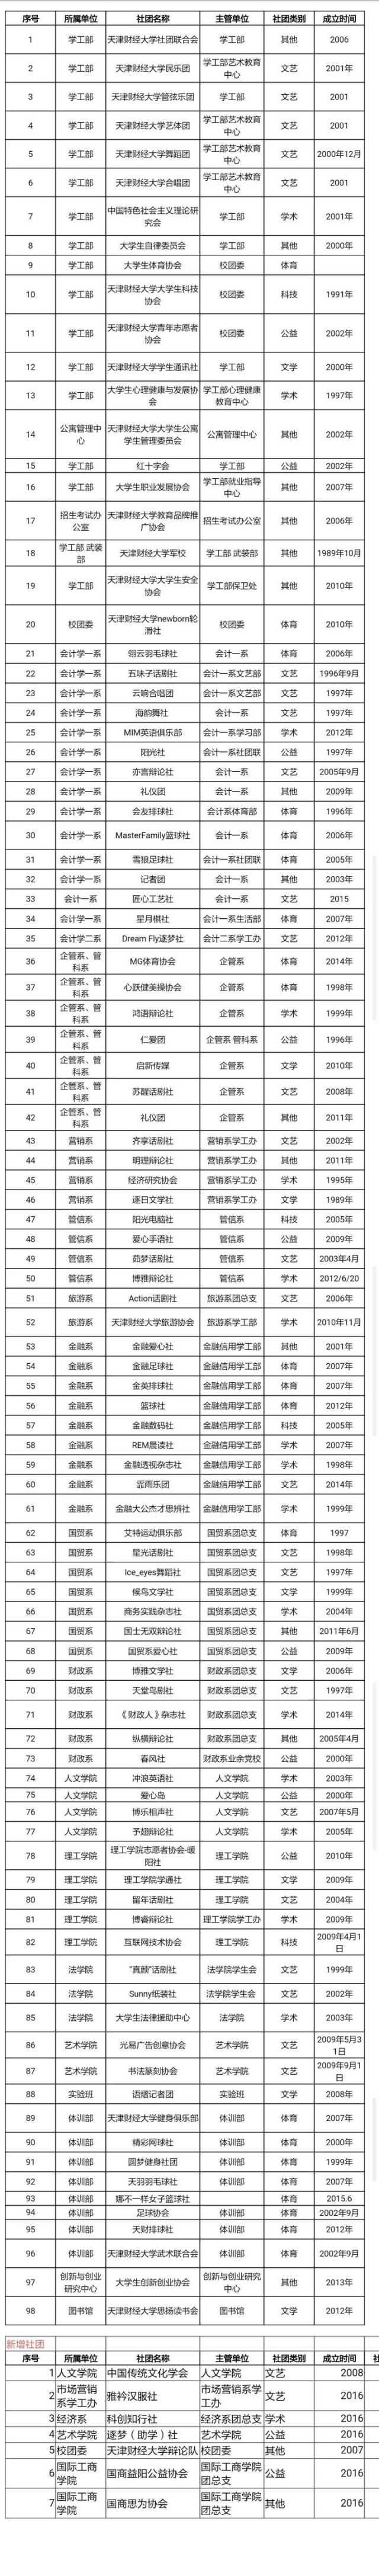 序号 所属单位 社团名称 主管单位 社团类别 成立时间
1 学工部 天津财经大学社团联合会 学工部 其他 2006
2 学工部 天津财经大学民乐团 学工部艺术教育中心 文艺 2001年
3 学工部 天津财经大学管弦乐团 学工部 文艺 2001
4 学工部 天津财经大学艺体团 学工部艺术教育中心 文艺 2001
5 学工部 天津财经大学舞蹈团 学工部艺术教育中心 文艺 2000年12月
6 学工部 天津财经大学合唱团 学工部艺术教育中心 文艺 2001
7 学工部 中国特色社会主义理论研究会 学工部 学术 2001年
8 学工部 大学生自律委员会 学工部 其他 2000年
9 学工部 大学生体育协会 校团委 体育
10 学工部 天津财经大学大学生科技协会 校团委 科技 1991年
11 学工部 天津财经大学青年志愿者协会 校团委 公益 2002年
12 学工部 天津财经大学学生通讯社 学工部 文学 2000年
13 学工部 大学生心理健康与发展协会 学工部心理健康教育中心 学术 1997年
14 公寓管理中心 天津财经大学大学生公寓学生管理委员会 公寓管理中心 其他 2002年
15 学工部 红十字会 学工部 公益 2002年
16 学工部 大学生职业发展协会 学工部就业指导中心 其他 2007年
17 招生考试办公室 天津财经大学教育品牌推广协会 招生考试办公室 其他 2006年
18 学工部 武装部 天津财经大学军校 学工部 武装部 其他 1989年10月
19 学工部 天津财经大学大学生安全协会 学工部保卫处 其他 2010年
20 校团委 天津财经大学newborn轮滑社 校团委 体育 2010年
21 会计学一系 翎云羽毛球社 会计一系 体育 2006年
22 会计学一系 五味子话剧社 会计一系文艺部 文艺 1996年9月
23 会计学一系 云响合唱团 会计一系文艺部 文艺 1997年
24 会计学一系 海韵舞社 会计一系 文艺 1997年
25 会计学一系 MIM英语俱乐部 会计一系学习部 学术 2012年
26 会计学一系 阳光社 会计一系社团联 公益 1997年
27 会计学一系 亦言辩论社 会计一系 文艺 2005年9月
28 会计学一系 礼仪团 会计一系 其他 2009年
29 会计学一系 会友排球社 会计系体育部 体育 1996年
30 会计学一系 MasterFamily篮球社 会计一系 体育 2006年
31 会计学一系 雪狼足球社 会计一系社团联 体育 2005年
32 会计学一系 记者团 会计一系 其他 2003年
33 会计一系 匠心工艺社 会计一系 文艺 2015
34 会计学一系 星月棋社 会计一系生活部 体育 2007年
35 会计学二系 Dream Fly逐梦社 会计二系学工办 文艺 2012年
36 企管系、管科系 MG体育协会 企管系 体育 2014年
37 企管系、管科系 心跃健美操协会 企管系 体育 1998年
38 企管系、管科系 鸿语辩论社 企管系 学术 1999年
39 企管系、管科系 仁爱团 企管系 管科系 公益 1996年
40 企管系、管科系 启新传媒 企管系 文学 2010年
41 企管系、管科系 苏醒话剧社 企管系 文艺 2008年
42 企管系、管科系 礼仪团 企管系 其他 2011年
43 营销系 齐享话剧社 营销系学工办 文艺 2002年
44 营销系 明理辩论社 营销系学工办 其他 2011年
45 营销系 经济研究协会 营销系学工办 学术 1995年
46 营销系 逐日文学社 营销系学工办 文学 1989年
47 管信系 阳光电脑社 管信系 科技 2005年
48 管信系 爱心手语社 管信系 公益 2009年
49 管信系 茹梦话剧社 管信系 文艺 2003年4月
50 管信系 博雅辩论社 管信系 学术 2012/6/20
51 旅游系 Action话剧社 旅游系团总支 文艺 2006年
52 旅游系 天津财经大学旅游协会 旅游系学工部 学术 2010年11月
53 金融系 金融爱心社 金融信用学工部 其他 2001年
54 金融系 金融足球社 金融信用学工部 体育 2007年
55 金融系 金英排球社 金融信用学工部 体育 2007年
56 金融系 篮球社 金融信用学工部 体育 2012年
57 金融系 金融数码社 金融信用学工部 科技 2005年
58 金融系 REM晨读社 金融信用学工部 学术 2007年
59 金融系 金融透视杂志社 金融信用学工部 学术 1998年
60 金融系 霏雨乐团 金融信用学工部 文艺 2014年
61 金融系 金融大公杰才思辨社 金融信用学工部 学术 1999年
62 国贸系 艾特运动俱乐部 国贸系团总支 体育 1997
63 国贸系 星光话剧社 国贸系团总支 文艺 1998年
64 国贸系 Ice_eyes舞蹈社 国贸系团总支 文艺 1997年
65 国贸系 候鸟文学社 国贸系团总支 文学 1999年
66 国贸系 商务实践杂志社 国贸系团总支 学术 2004年
67 国贸系 国士无双辩论社 国贸系团总支 其他 2011年6月
68 国贸系 国贸系爱心社 国贸系团总支 公益 2009年
69 财政系 博雅文学社 财政系团总支 文学 2006年
70 财政系 天堂鸟剧社 财政系团总支 文艺 1997年
71 财政系 《财政人》杂志社 财政系团总支 学术 2014年
72 财政系 纵横辩论社 财政系团总支 其他 2005年4月
73 财政系 春风社 财政系业余党校 公益 2000年
74 人文学院 冲浪英语社 人文学院 学术 2003年
75 人文学院 爱心岛 人文学院 公益 2000年
76 人文学院 博乐相声社 人文学院 文艺 2007年5月
77 人文学院 予翅辩论社 人文学院 学术 2005年
78 理工学院 理工学院志愿者协会-暖阳社 理工学院 公益 2010年
79 理工学院 理工学院学通社 理工学院 文学 2009年
80 理工学院 留年话剧社 理工学院 文艺 2004年
81 理工学院 博睿辩论社 理工学院学工办 学术 2009年
82 理工学院 互联网技术协会 理工学院 科技 2009年4月1日
83 法学院 "真颜"话剧社 法学院学生会 文艺 1999年
84 法学院 Sunny纸装社 法学院学生会 文艺 2002年
85 法学院 大学生法律援助中心 法学院 学术 2003年
86 艺术学院 光易广告创意协会 艺术学院 文艺 2009年5月31日
87 艺术学院 书法篆刻协会 艺术学院 文艺 2009年9月1日
88 实验班 语熠记者团 实验班 文学 2008年
89 体训部 天津财经大学健身俱乐部 体训部 体育 2007年
90 体训部 精彩网球社 体训部 体育 2000年
91 体训部 圆梦健身社团 体训部 体育 1999年
92 体训部 天羽羽毛球社 体训部 体育 2007年
93 体训部 娜不一样女子篮球社 体育 2015.6
94 体训部 足球协会 体训部 体育 2002年9月
95 体训部 天财排球社 体训部 体育 2012年
96 体训部 天津财经大学武术联合会 体训部 体育 2002年9月
97 创新与创业研究中心 大学生创新创业协会 创新与创业研究中心 其他 2013年
98 图书馆 天津财经大学思扬读书会 图书馆 文学 2012年
新增社团
序号 所属单位 社团名称 主管单位 社团类别 成立时间
1 人文学院 中国传统文化学会 人文学院 文艺 2008
2 市场营销系学工办 雅衿汉服社 市场营销系学工办 文艺 2016
3 经济系 科创知行社 经济系团总支 学术 2016
4 艺术学院 逐梦（助学）社 艺术学院 公益 2016
5 校团委 天津财经大学辩论队 校团委 其他 2007
6 国际工商学院 国商益阳公益协会 国际工商学院团总支 公益 2016
7 国际工商学院 国商思为协会 国际工商学院团总支 其他 2016